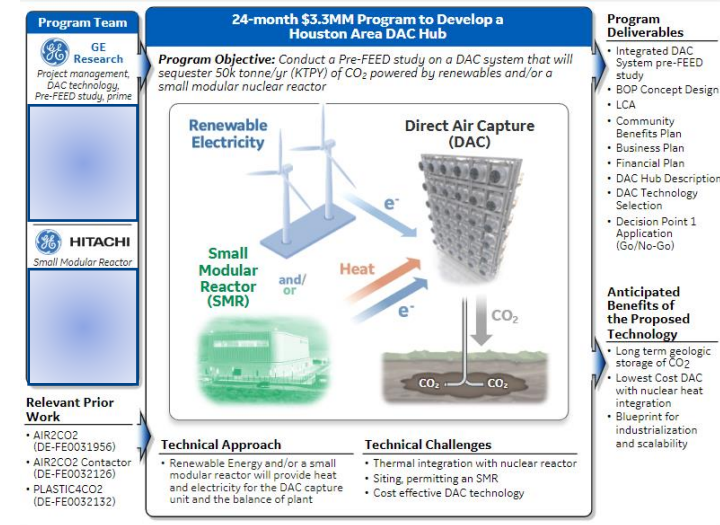 Program Team
GE
Research
Project management,
DAC technology,
Pre-FEED study, prime
HITACHI
Small Modular Reactor
Relevant Prior
Work
• AIR2CO2
(DE-FE0031956)
• AIR2CO2 Contactor
(DE-FE0032126)
• PLASTIC4CO2
(DE-FE0032132)
24-month $3.3MM Program to Develop a
Houston Area DAC Hub
Program Objective: Conduct a Pre-FEED study on a DAC system that will
sequester 50k tonne/yr (KTPY) of CO₂ powered by renewables and/or a
small modular nuclear reactor
Renewable
Electricity
Direct Air Capture
(DAC)
e⁻
Small
Modular
Reactor
(SMR)
and/
or
Heat
e⁻
CO₂
CO₂
CO₂
Technical Approach
• Renewable Energy and/or a small
modular reactor will provide heat
and electricity for the DAC capture
unit and the balance of plant
Technical Challenges
• Thermal integration with nuclear reactor
• Siting, permitting an SMR
• Cost effective DAC technology
Program
Deliverables
• Integrated DAC
System pre-FEED
study
• BOP Concept Design
• LCA
• Community
Benefits Plan
• Business Plan
• Financial Plan
• DAC Hub Description
• DAC Technology
Selection
• Decision Point 1
Application
(Go/No-Go)
Anticipated
Benefits of
the Proposed
Technology
• Long term geologic
storage of CO2
• Lowest Cost DAC
with nuclear heat
integration
• Blueprint for
industrialization
and scalability